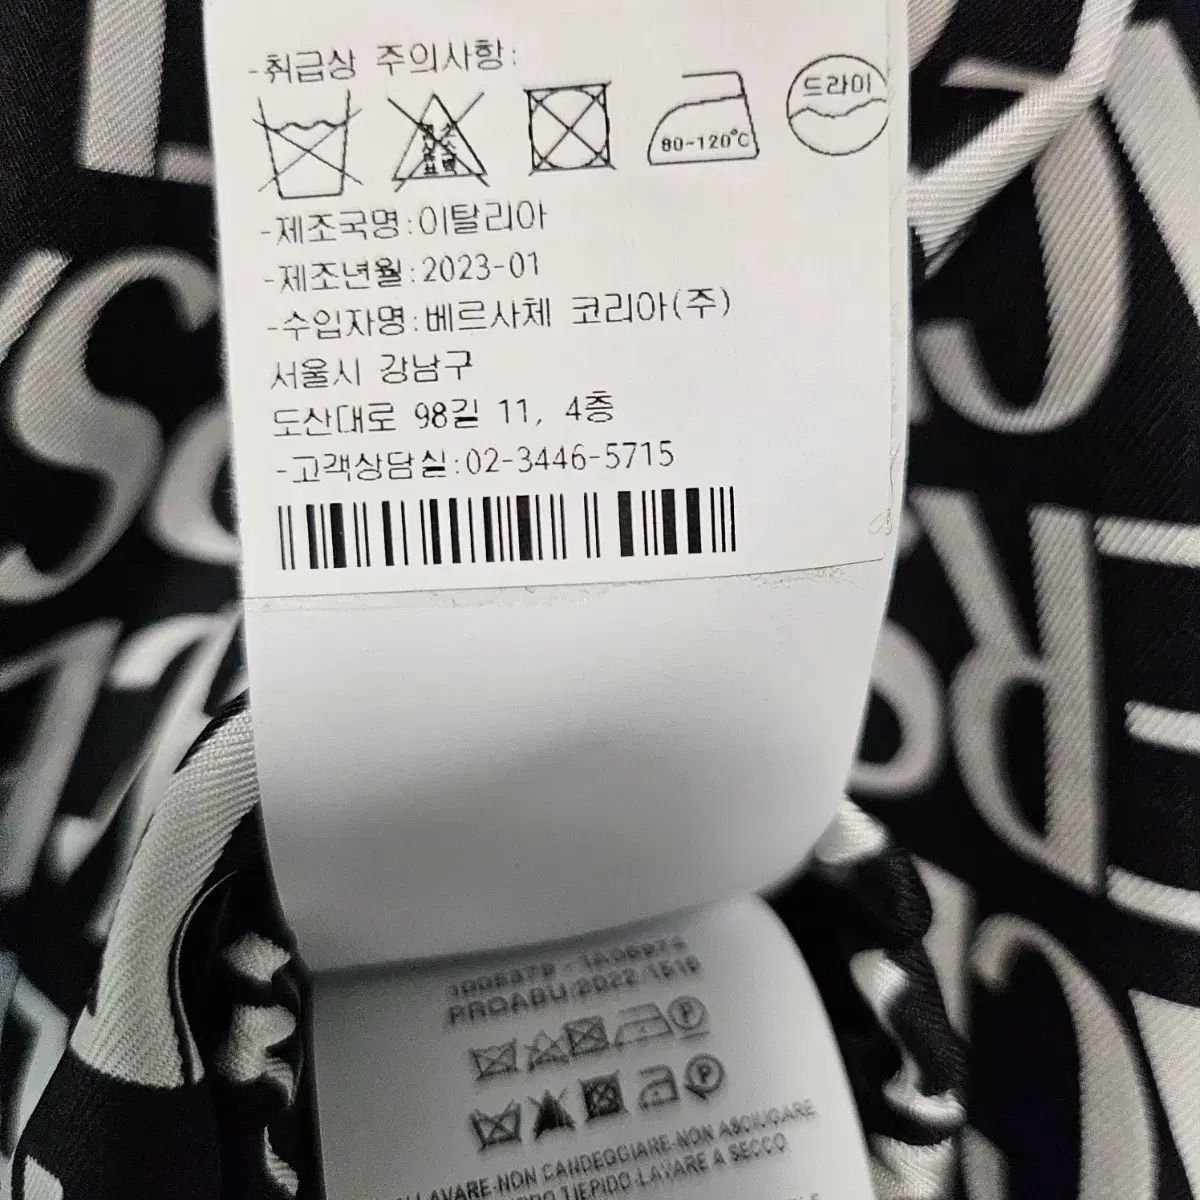 -취급상 주의사항:
80-120°C
드라이
-제조국명:이탈리아
-제조년월:2023-01
-수입자명:베르사체 코리아(주)
서울시 강남구
도산대로 98길 11, 4층
-고객상담실:02-3446-5715
PROABU/2022/1516
P
P
LAVARE-NON CANDEGGIARE-NON ASCIUGARE
TIEPIDO-LAVARE A SECCO